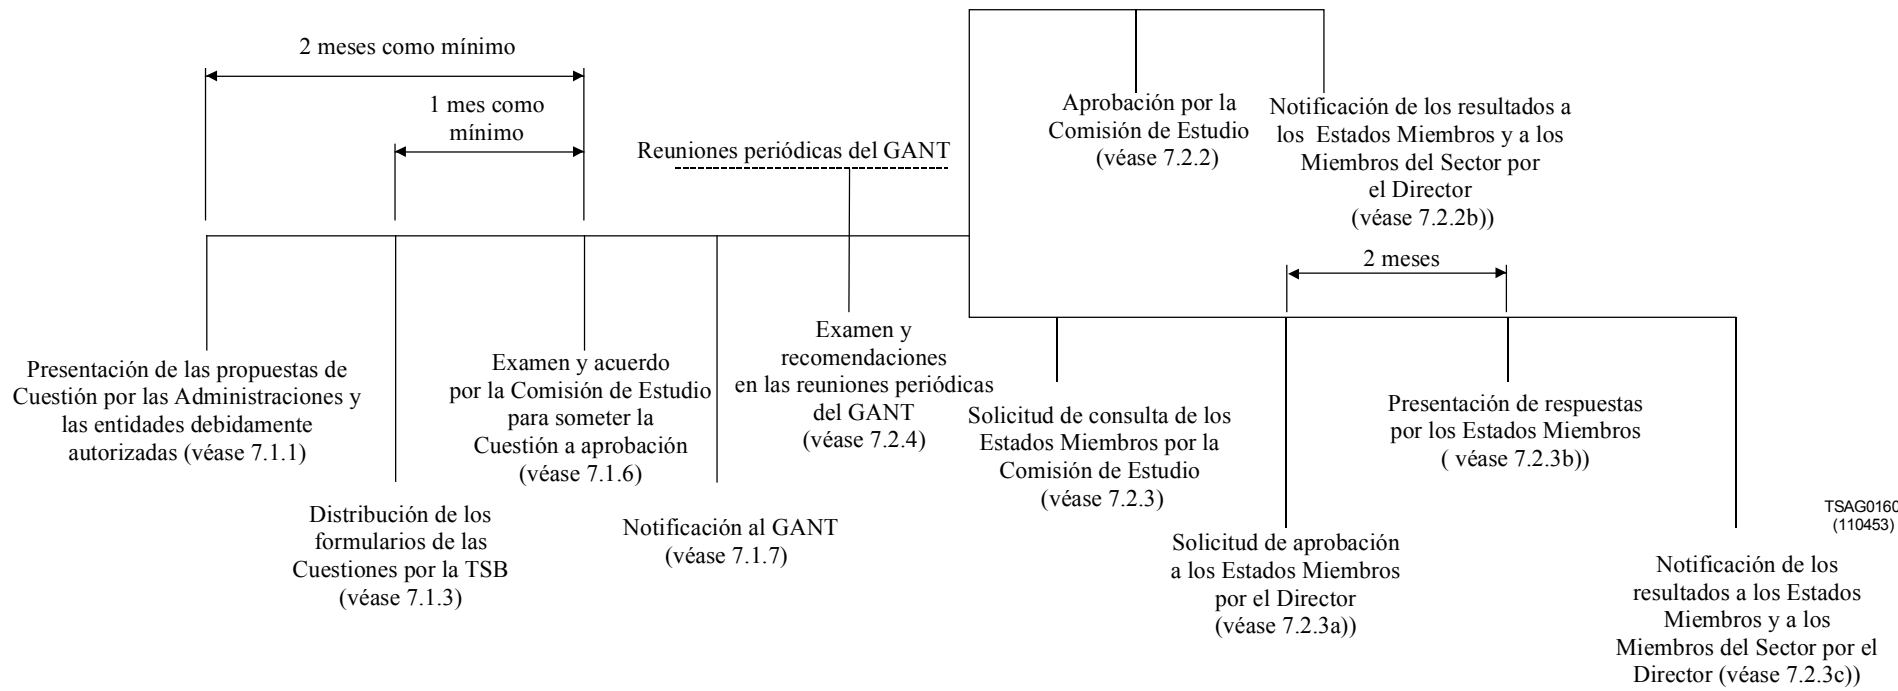 2 meses como mínimo
1 mes como
mínimo
Reuniones periódicas del GANT
Aprobación por la
Comisión de Estudio
(véase 7.2.2)
Notificación de los resultados a
los Estados Miembros y a los
Miembros del Sector por
el Director
(véase 7.2.2b))
2 meses
Presentación de las propuestas de
Cuestión por las Administraciones y
las entidades debidamente
autorizadas (véase 7.1.1)
Distribución de los
formularios de las
Cuestiones por la TSB
(véase 7.1.3)
Examen y acuerdo
por la Comisión de Estudio
para someter la
Cuestión a aprobación
(véase 7.1.6)
Notificación al GANT
(véase 7.1.7)
Examen y
recomendaciones
en las reuniones periódicas
del GANT
(véase 7.2.4)
Solicitud de consulta de los
Estados Miembros por la
Comisión de Estudio
(véase 7.2.3)
Solicitud de aprobación
a los Estados Miembros
por el Director
(véase 7.2.3a))
Presentación de respuestas
por los Estados Miembros
( véase 7.2.3b))
Notificación de los
resultados a los Estados
Miembros y a los
Miembros del Sector por el
Director (véase 7.2.3c))
TSAG0160
(110453)